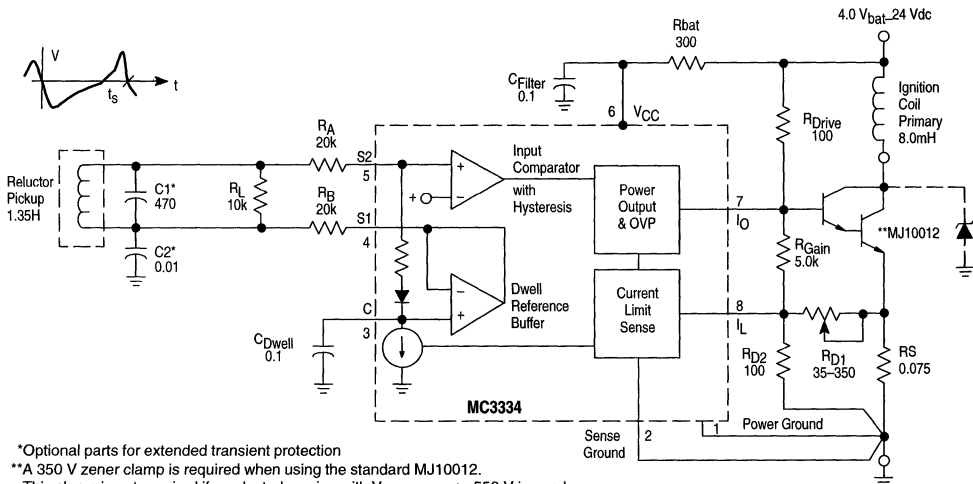 4.0 Vbat 24 Vdc
Rbat
300
CFilter
0.1
6
VCC
RDrive
100
Ignition
Coil
Primary
8.0mH
V
ts
t
Reluctor
Pickup
1.35H
C1*
470
RL
10k
C2*
0.01
RA
20k
RB
20k
S2
5
S1
4
C
3
CDwell
0.1
+
–
+
Input
Comparator
with
Hysteresis
–
+
Dwell
Reference
Buffer
Power
Output
& OVP
Current
Limit
Sense
7
IO
8
IL
RGain
5.0k
**MJ10012
RD2
100
RD1
35–350
RS
0.075
MC3334
1
2
Power Ground
Sense
Ground
*Optional parts for extended transient protection
**A 350 V zener clamp is required when using the standard MJ10012.